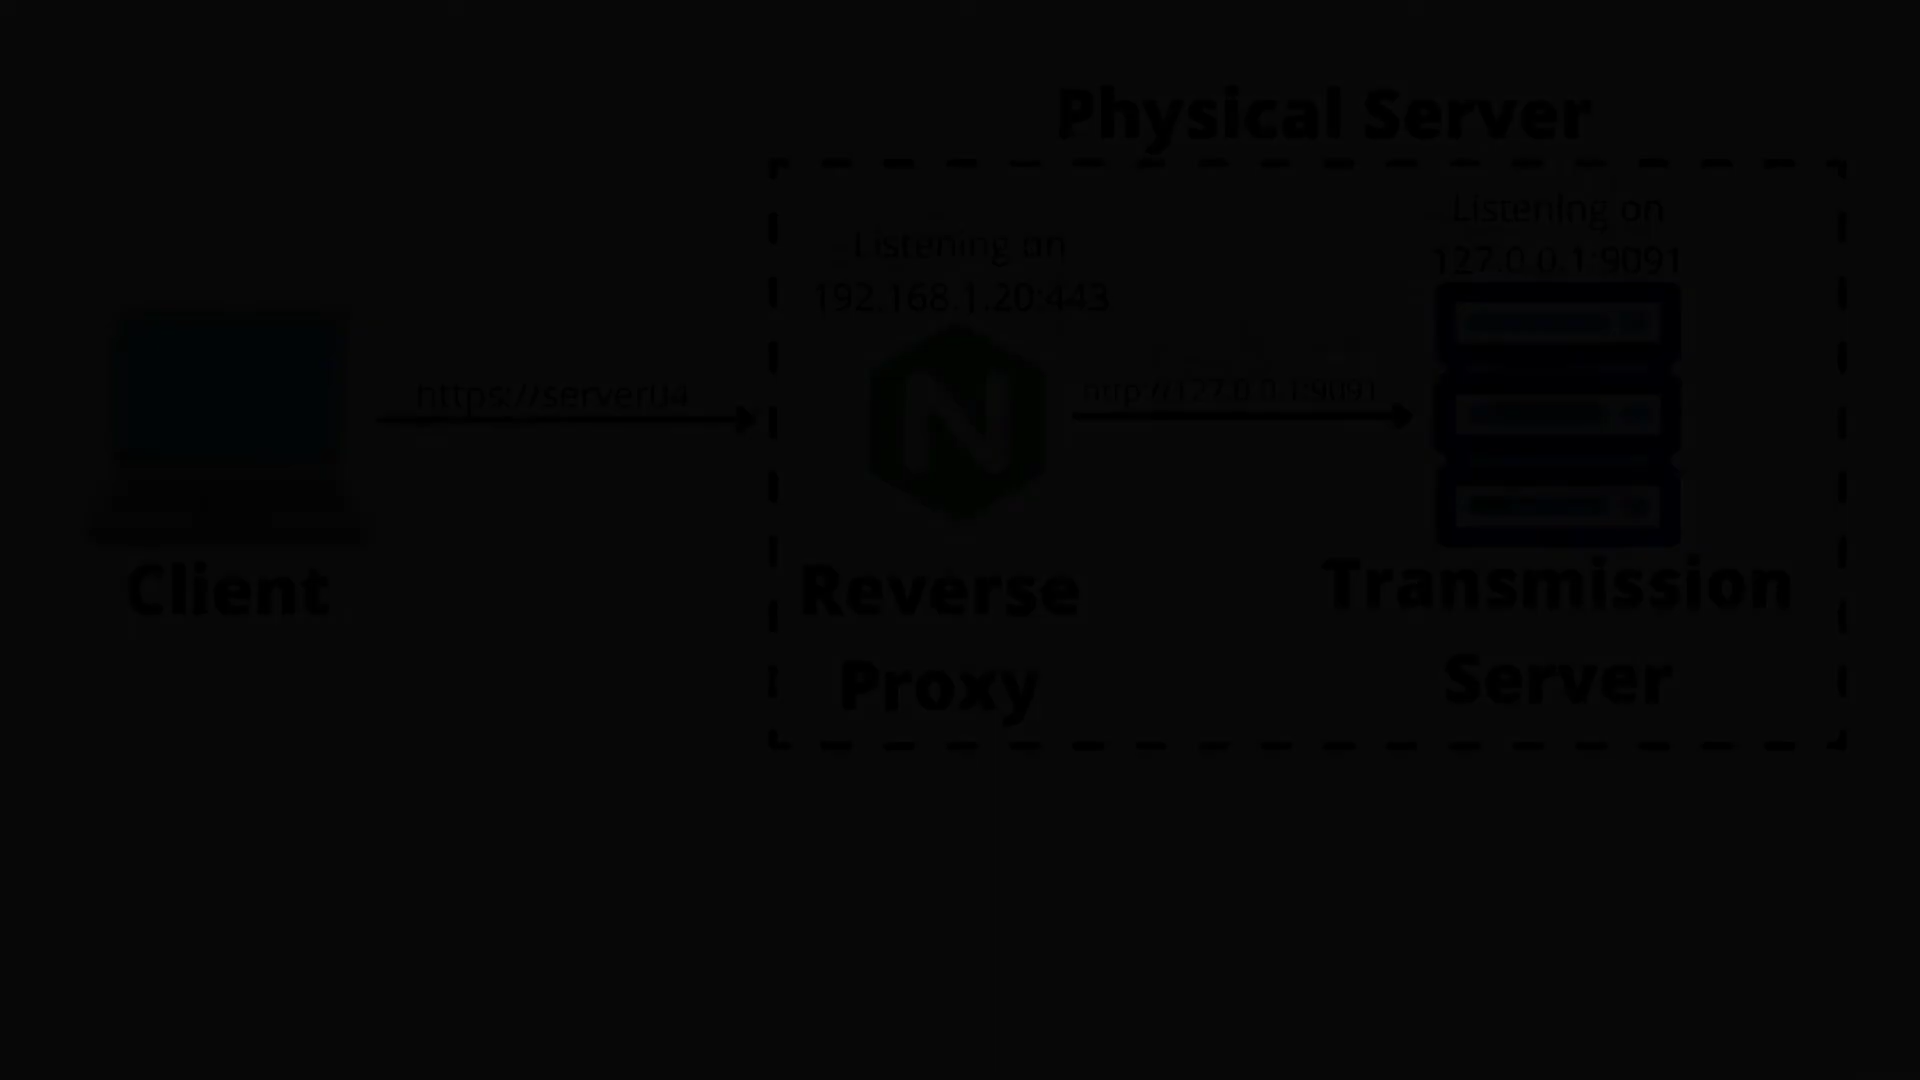 Physical Server
Listening on
127.0.0.1:9091
Listening on
192.168.1.20:443
https://server04
http://127.0.0.1:9091
N
Client
Reverse
Proxy
Transmission
Server